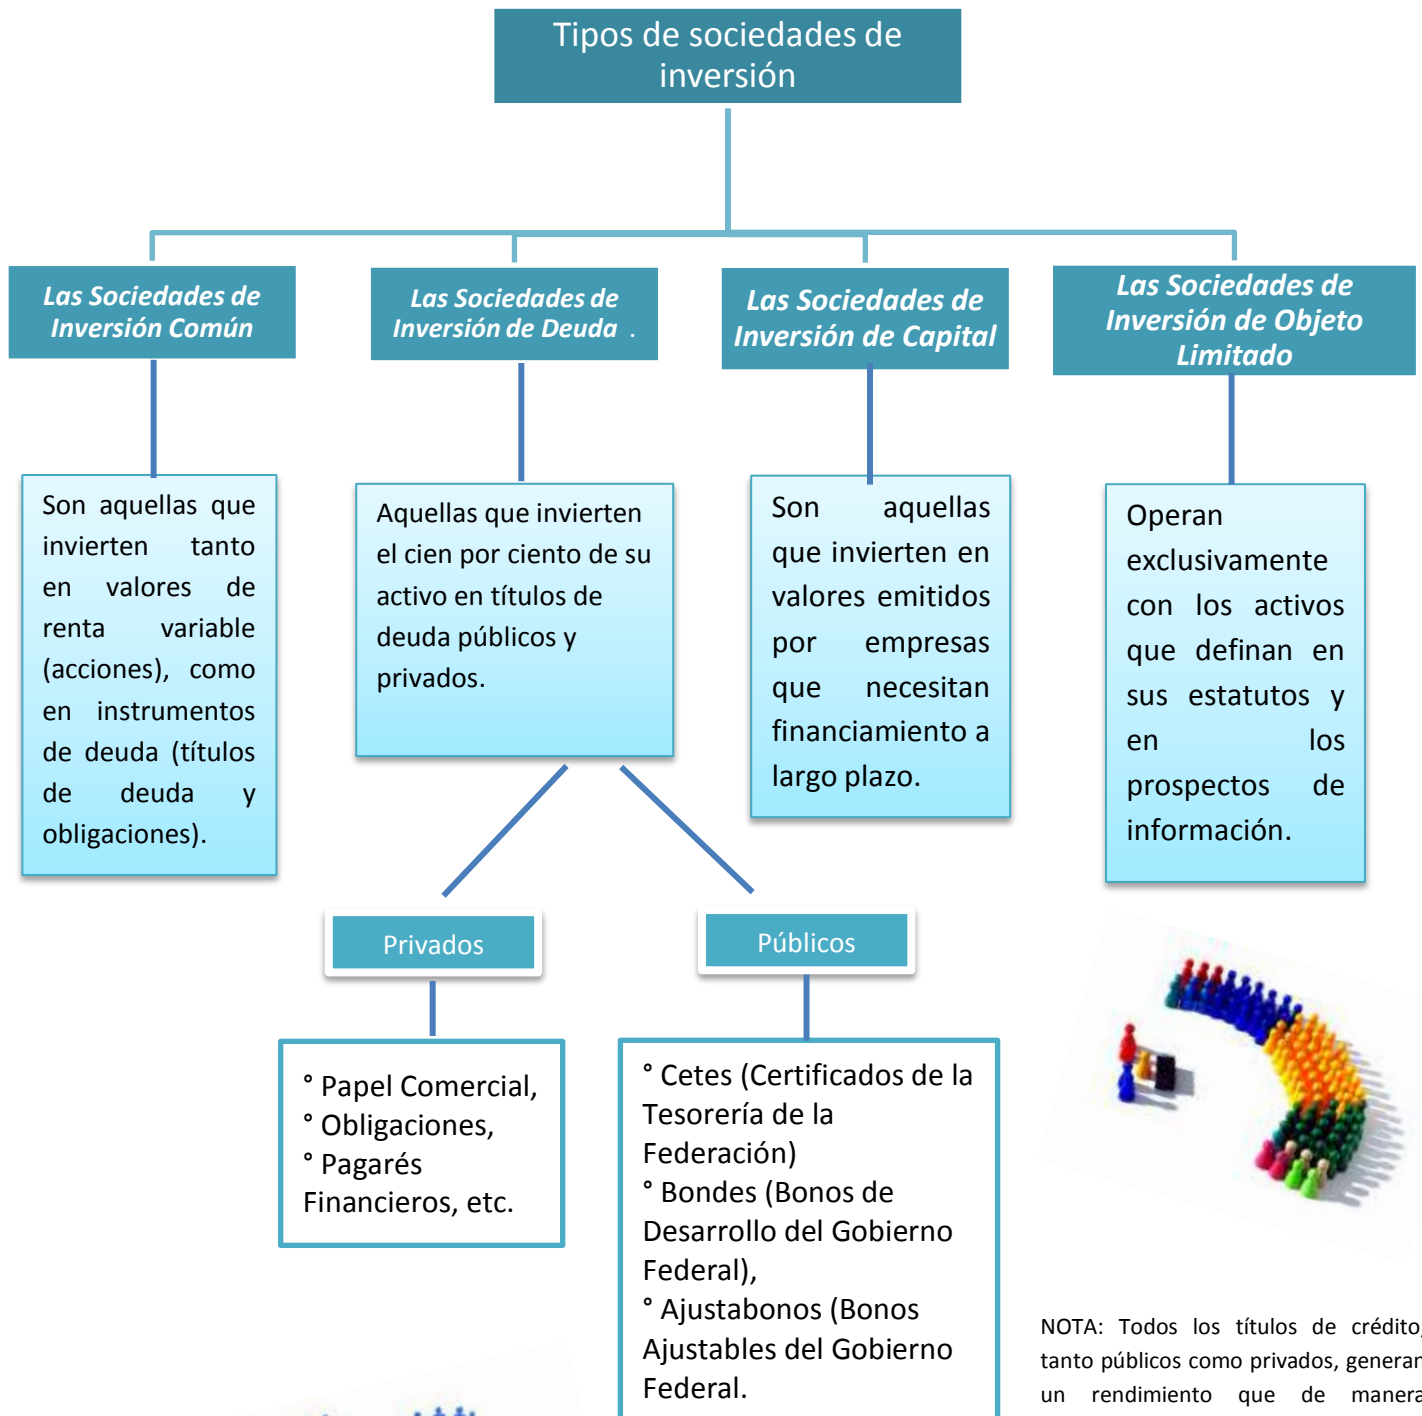 Tipos de sociedades de
inversión
Las Sociedades de
Inversión Común
Las Sociedades de
Inversión de Deuda .
Las Sociedades de
Inversión de Capital
Las Sociedades de
Inversión de Objeto
Limitado
Son aquellas que
invierten tanto
en valores de
renta variable
(acciones), como
en instrumentos
de deuda (títulos
de deuda y
obligaciones).
Aquellas que invierten
el cien por ciento de su
activo en títulos de
deuda públicos y
privados.
Son aquellas
que invierten en
valores emitidos
por empresas
que necesitan
financiamiento a
largo plazo.
Operan
exclusivamente
con los activos
que definan en
sus estatutos y
en los
prospectos de
información.
Privados
Públicos
° Papel Comercial,
° Obligaciones,
° Pagarés
Financieros, etc.
° Cetes (Certificados de la
Tesorería de la
Federación)
° Bondes (Bonos de
Desarrollo del Gobierno
Federal),
° Ajustabonos (Bonos
Ajustables del Gobierno
Federal.
NOTA: Todos los títulos de crédito,
tanto públicos como privados, generan
un rendimiento que de manera